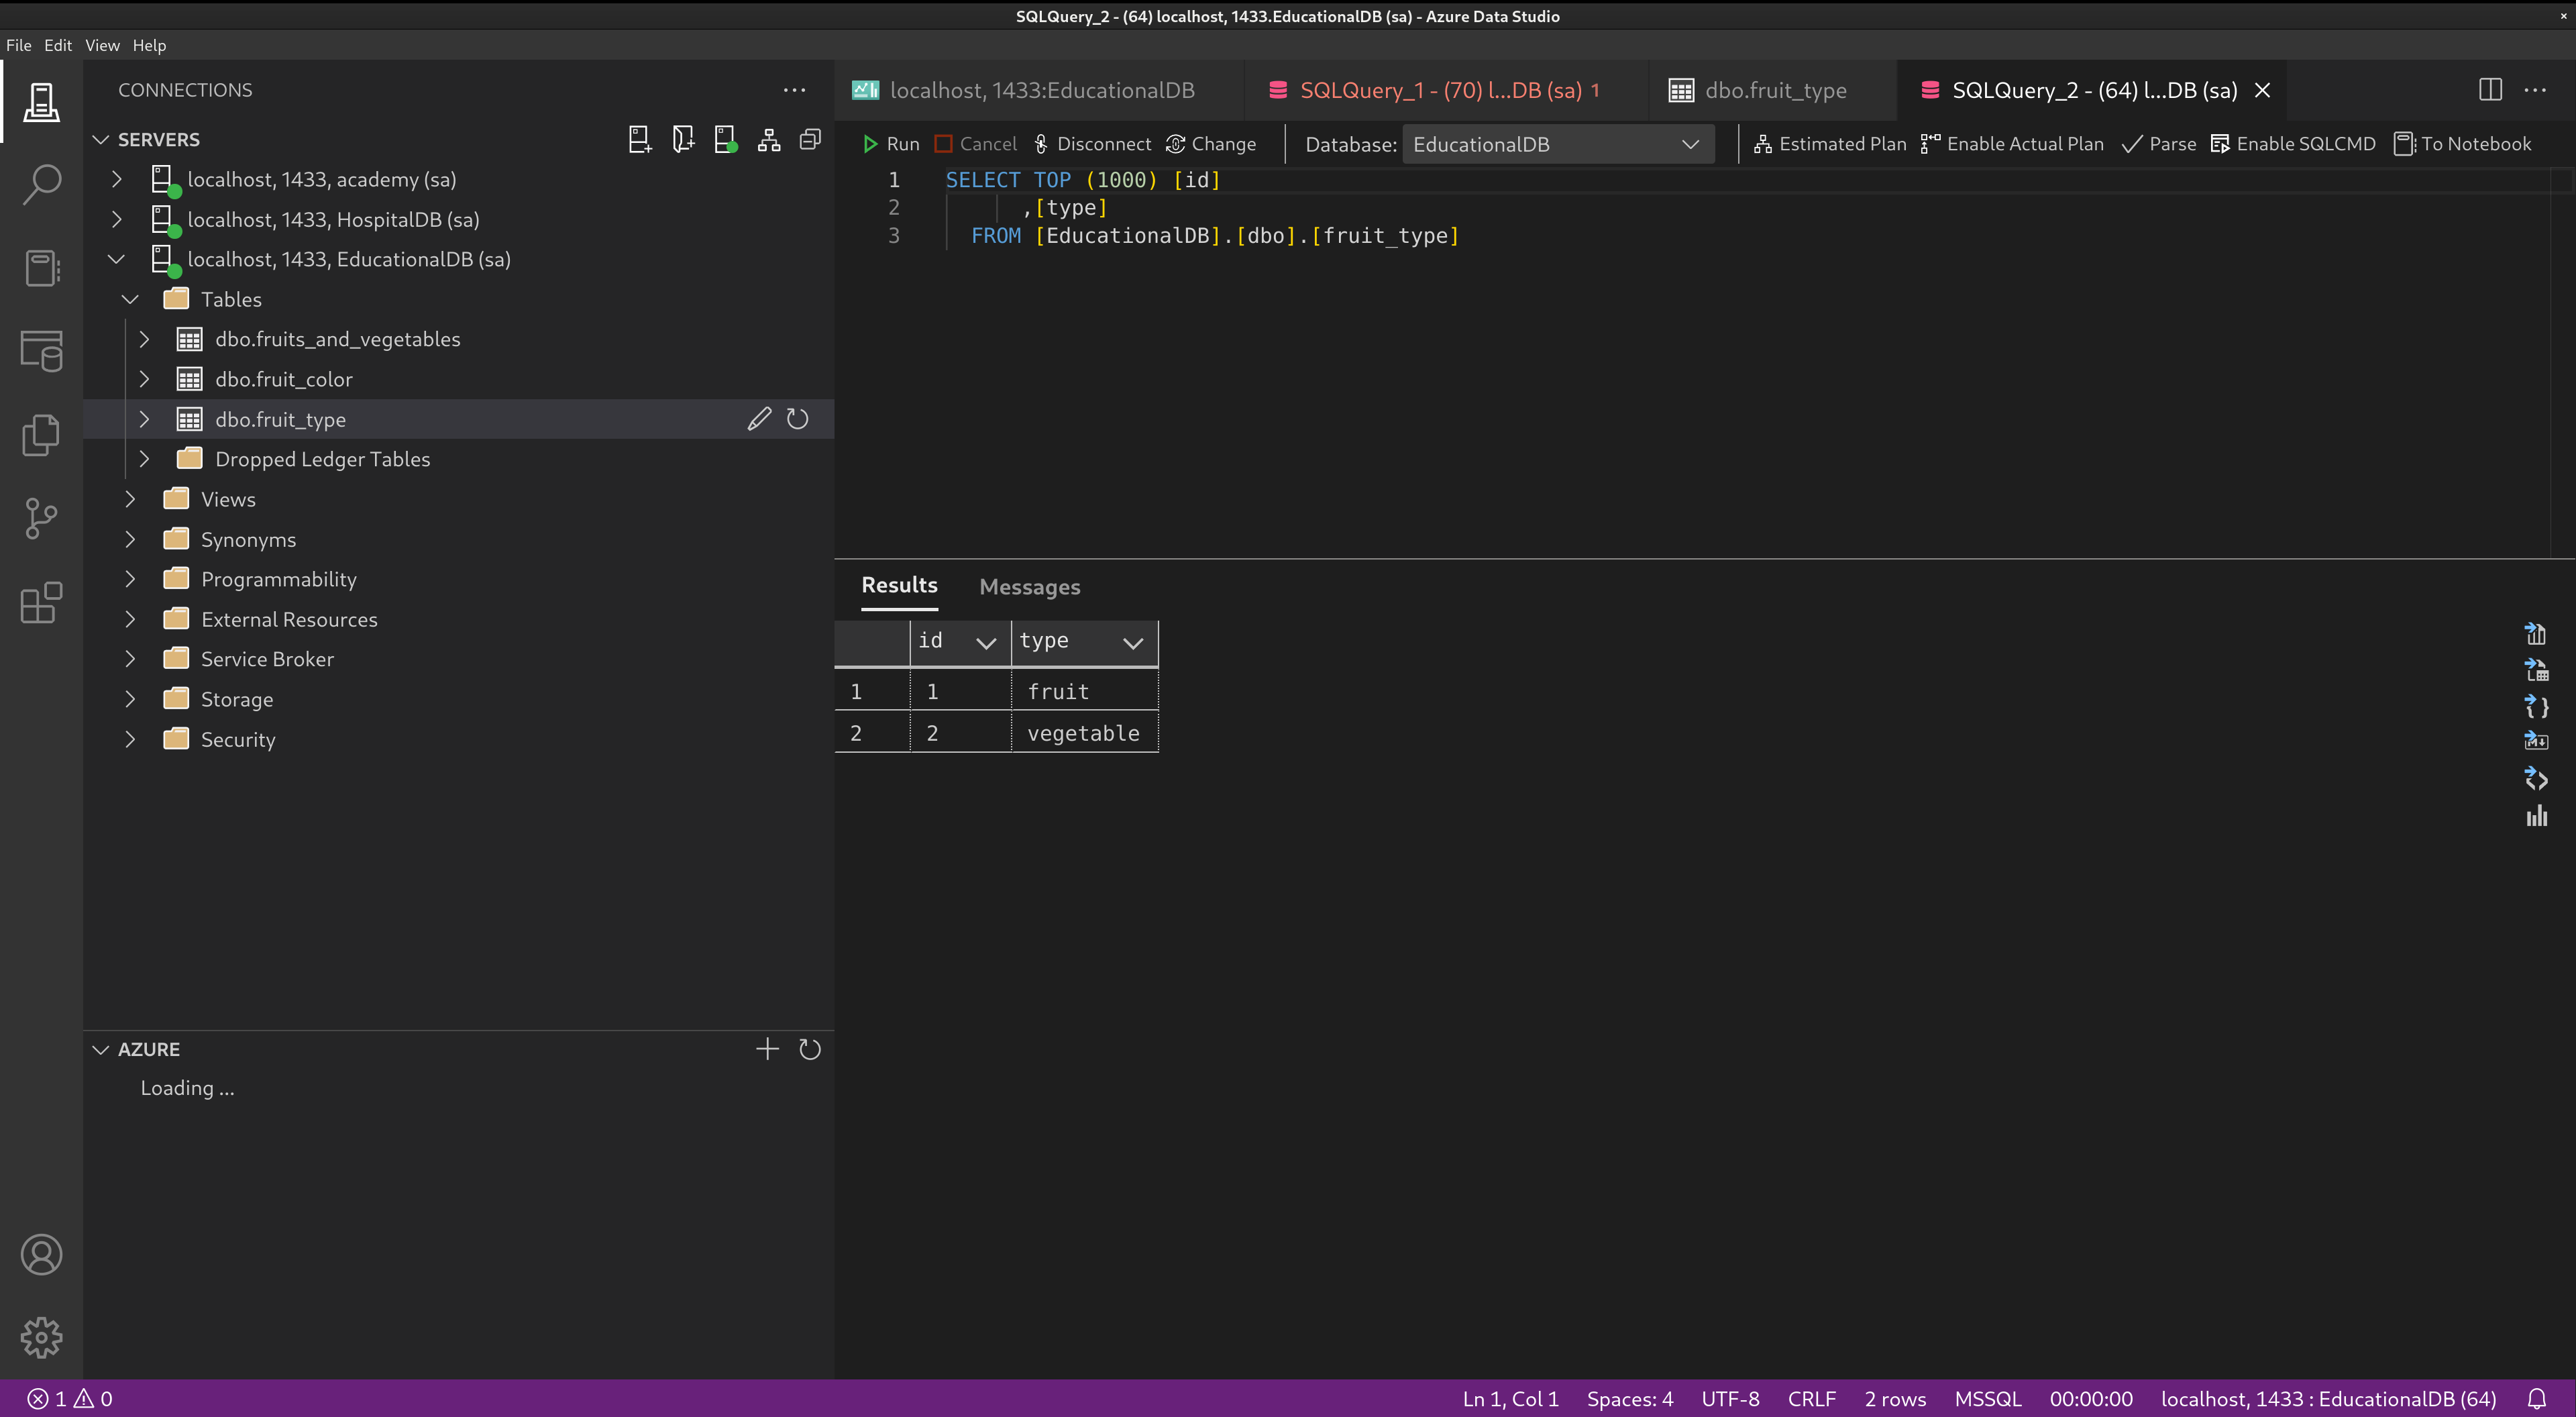 SQLQuery_2 - (64) localhost, 1433.EducationalDB (sa) - Azure Data Studio
File Edit View Help
CONNECTIONS
SERVERS
localhost, 1433, academy (sa)
localhost, 1433, HospitalDB (sa)
localhost, 1433, EducationalDB (sa)
Tables
dbo.fruits_and_vegetables
dbo.fruit_color
dbo.fruit_type
Dropped Ledger Tables
Views
Synonyms
Programmability
External Resources
Service Broker
Storage
Security
AZURE
Loading ...
localhost, 1433:EducationalDB SQLQuery_1 - (70) l...DB (sa) 1 dbo.fruit_type SQLQuery_2 - (64) l...DB (sa)
Run Cancel Disconnect Change Database: EducationalDB Estimated Plan Enable Actual Plan Parse Enable SQLCMD To Notebook
1 SELECT TOP (1000) [id]
2 ,[type]
3 FROM [EducationalDB].[dbo].[fruit_type]
Results Messages
id type
1 1 fruit
2 2 vegetable
1 0 Ln 1, Col 1 Spaces: 4 UTF-8 CRLF 2 rows MSSQL 00:00:00 localhost, 1433 : EducationalDB (64)